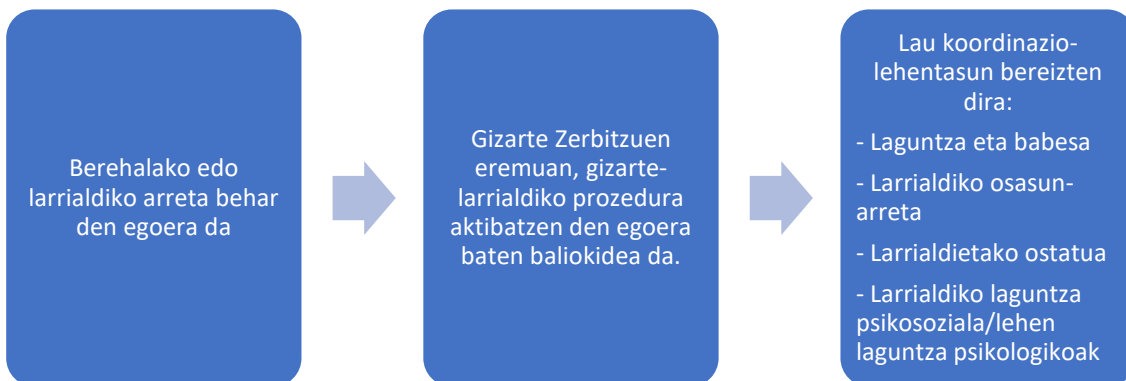 Berehalako edo
larrialdiko arreta behar
den egoera da
Gizarte Zerbitzuen
eremuan, gizarte-
larrialdiko prozedura
aktibatzen den egoera
baten baliokidea da.
Lau koordinazio-
lehentasun bereizten
dira:
- Laguntza eta babesa
- Larrialdiko osasun-
arreta
- Larrialdietako ostatua
- Larrialdiko laguntza
psikosoziala/lehen
laguntza psikologikoak